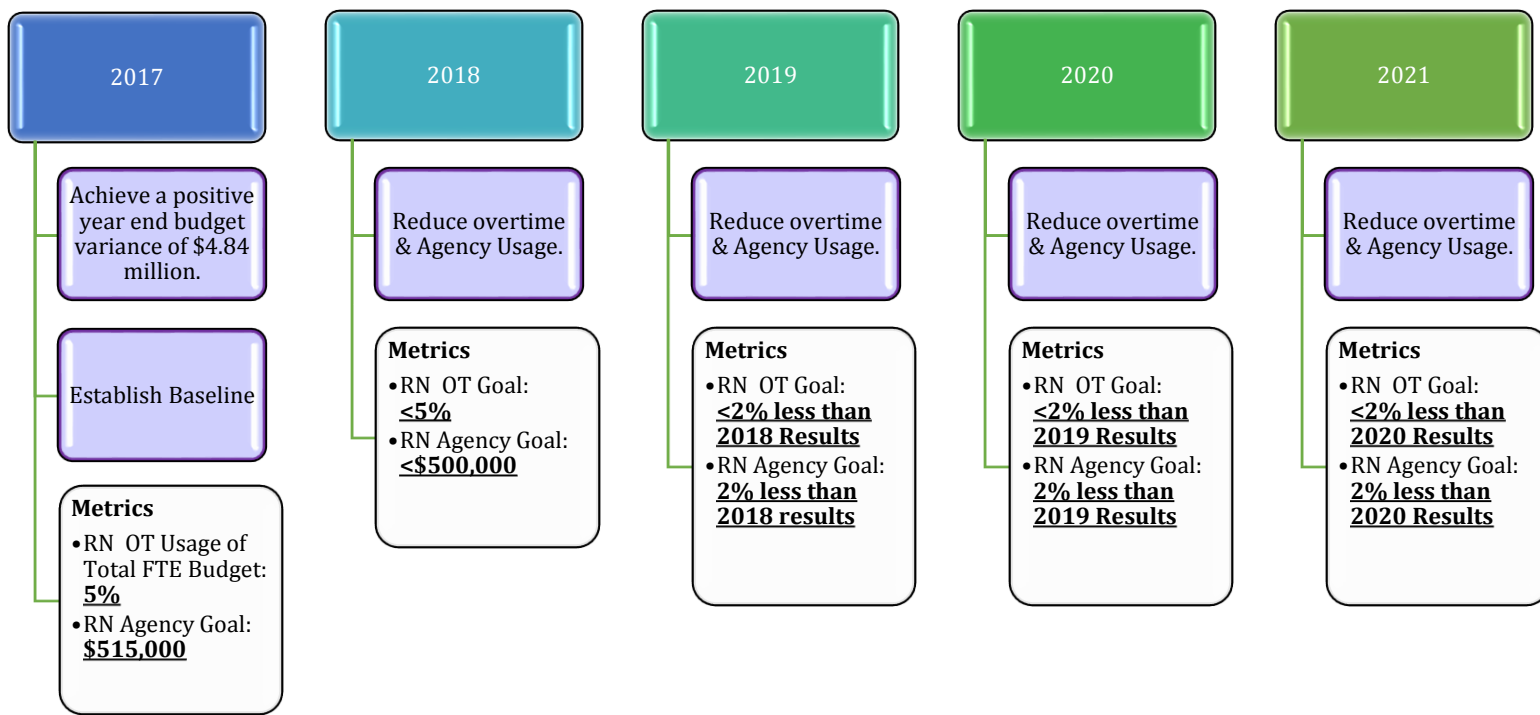 2017
Achieve a positive
year end budget
variance of $4.84
million.
Establish Baseline
Metrics
•RN OT Usage of
Total FTE Budget:
5%
•RN Agency Goal:
$515,000
2018
Reduce overtime
& Agency Usage.
Metrics
•RN OT Goal:
<5%
•RN Agency Goal:
<$500,000
2019
Reduce overtime
& Agency Usage.
Metrics
•RN OT Goal:
<2% less than
2018 Results
•RN Agency Goal:
2% less than
2018 results
2020
Reduce overtime
& Agency Usage.
Metrics
•RN OT Goal:
<2% less than
2019 Results
•RN Agency Goal:
2% less than
2019 Results
2021
Reduce overtime
& Agency Usage.
Metrics
•RN OT Goal:
<2% less than
2020 Results
•RN Agency Goal:
2% less than
2020 Results